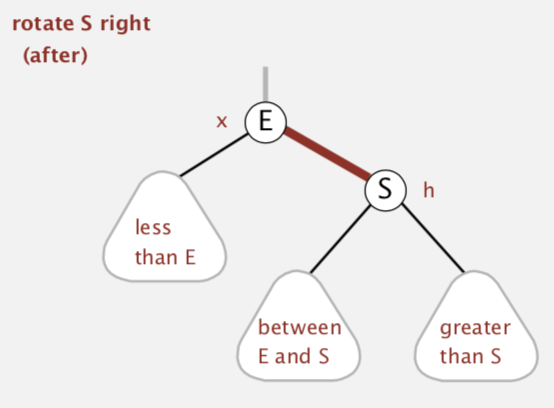 rotate S right
(after)
x
E
S
h
less
than E
between
E and S
greater
than S